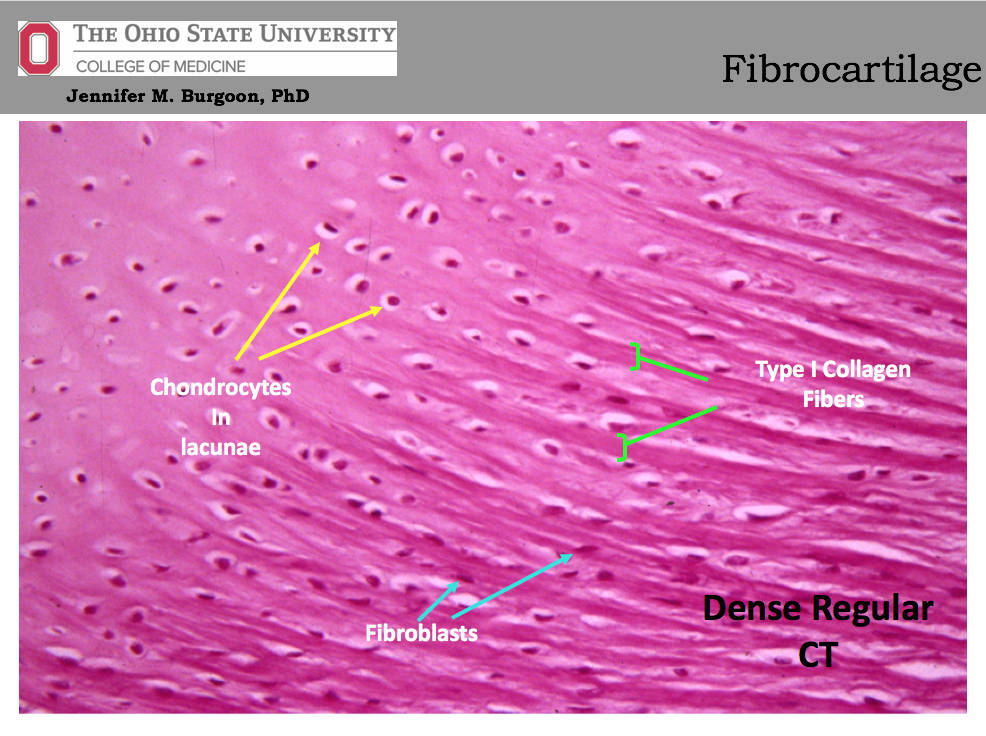 THE OHIO STATE UNIVERSITY
COLLEGE OF MEDICINE
Jennifer M. Burgoon, PhD
Fibrocartilage
Chondrocytes
In
lacunae
Type I Collagen
Fibers
Fibroblasts
Dense Regular
CT